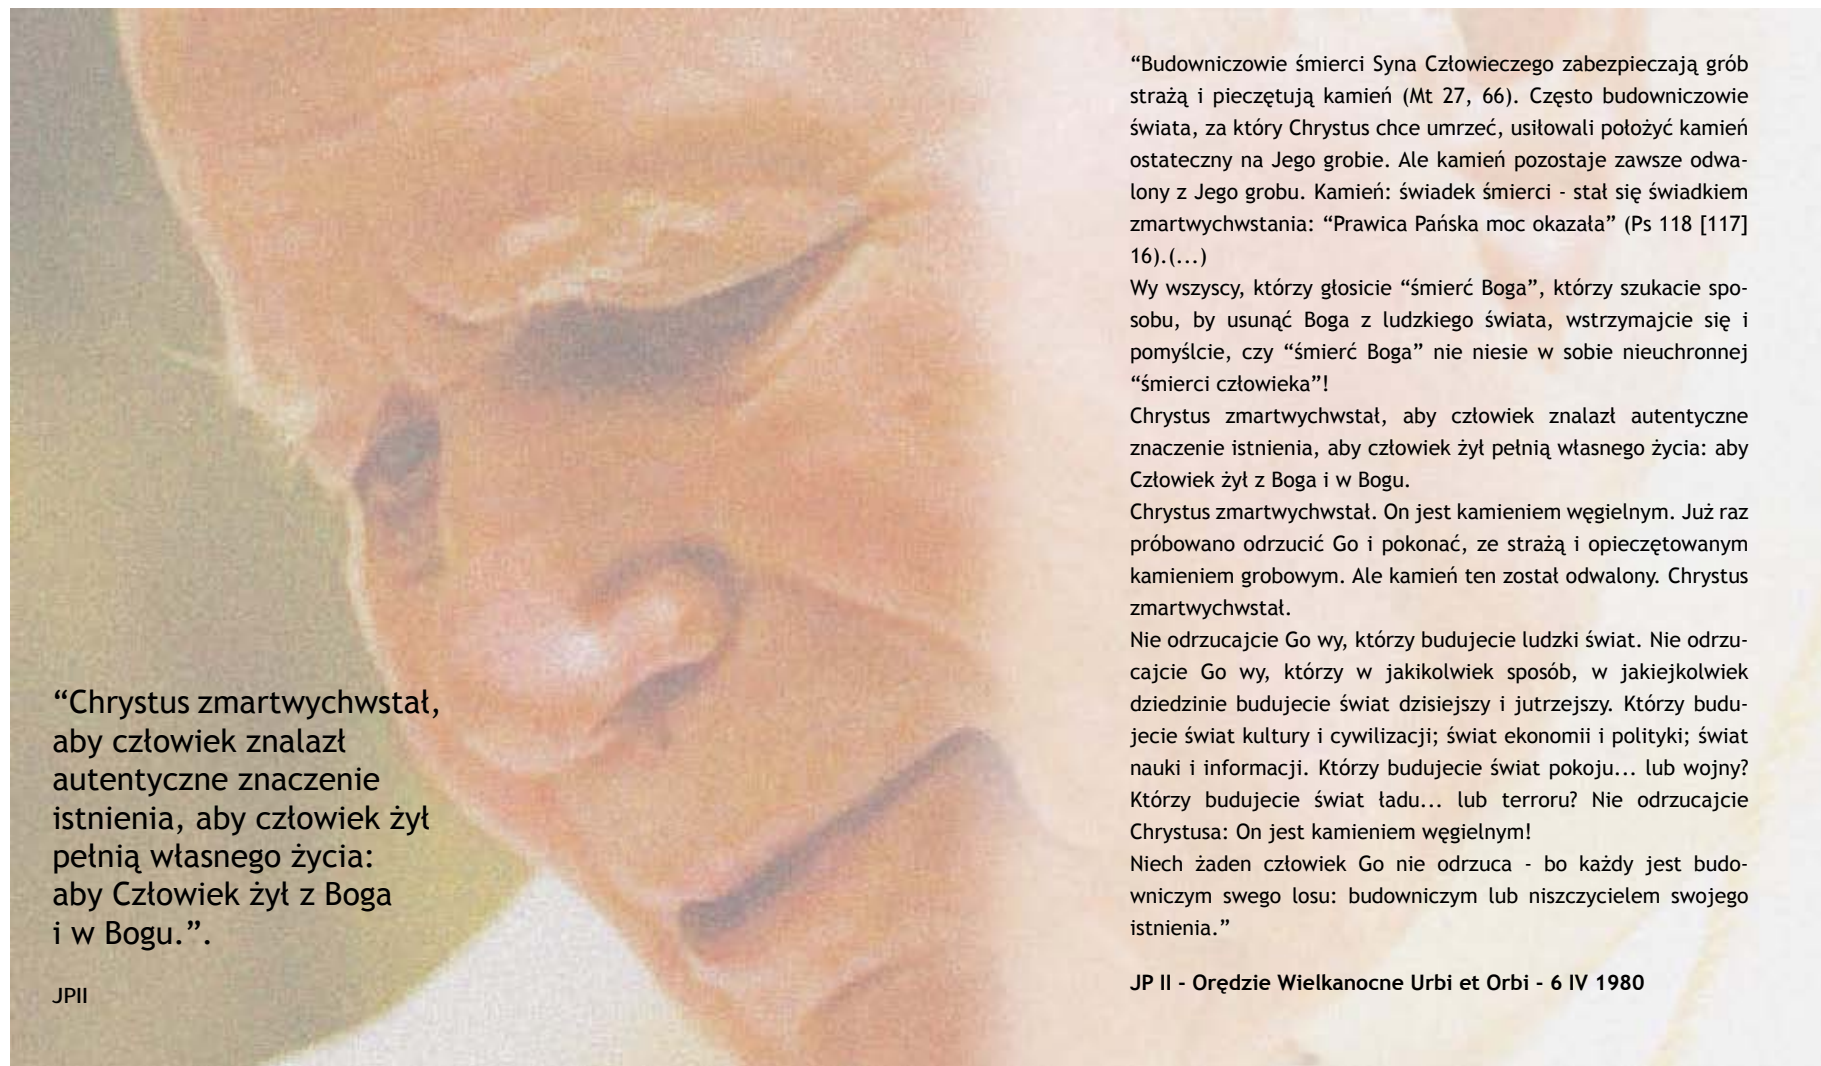 “Chrystus zmartwychwstał,
aby człowiek znalazł
autentyczne znaczenie
istnienia, aby człowiek żył
pełnią własnego życia:
aby Człowiek żył z Boga
i w Bogu.”.
JPII
“Budowniczowie śmierci Syna Człowieczego zabezpieczają grób
strażą i pieczętują kamień (Mt 27, 66). Często budowniczowie
świata, za który Chrystus chce umrzeć, usiłowali położyć kamień
ostateczny na Jego grobie. Ale kamień pozostaje zawsze odwa-
lony z Jego grobu. Kamień: świadek śmierci - stał się świadkiem
zmartwychwstania: “Prawica Pańska moc okazała” (Ps 118 [117]
16).(...)
Wy wszyscy, którzy głosicie “śmierć Boga”, którzy szukacie spo-
sobu, by usunąć Boga z ludzkiego świata, wstrzymajcie się i
pomyślcie, czy “śmierć Boga” nie niesie w sobie nieuchronnej
“śmierci człowieka”!
Chrystus zmartwychwstał, aby człowiek znalazł autentyczne
znaczenie istnienia, aby człowiek żył pełnią własnego życia: aby
Człowiek żył z Boga i w Bogu.
Chrystus zmartwychwstał. On jest kamieniem węgielnym. Już raz
próbowano odrzucić Go i pokonać, ze strażą i opieczętowanym
kamieniem grobowym. Ale kamień ten został odwalony. Chrystus
zmartwychwstał.
Nie odrzucajcie Go wy, którzy budujecie ludzki świat. Nie odrzu-
cajcie Go wy, którzy w jakikolwiek sposób, w jakiejkolwiek
dziedzinie budujecie świat dzisiejszy i jutrzejszy. Którzy budu-
jecie świat kultury i cywilizacji; świat ekonomii i polityki; świat
nauki i informacji. Którzy budujecie świat pokoju... lub wojny?
Którzy budujecie świat ładu... lub terroru? Nie odrzucajcie
Chrystusa: On jest kamieniem węgielnym!
Niech żaden człowiek Go nie odrzuca - bo każdy jest budo-
wniczym swego losu: budowniczym lub niszczycielem swojego
istnienia.”
JP II - Orędzie Wielkanocne Urbi et Orbi - 6 IV 1980